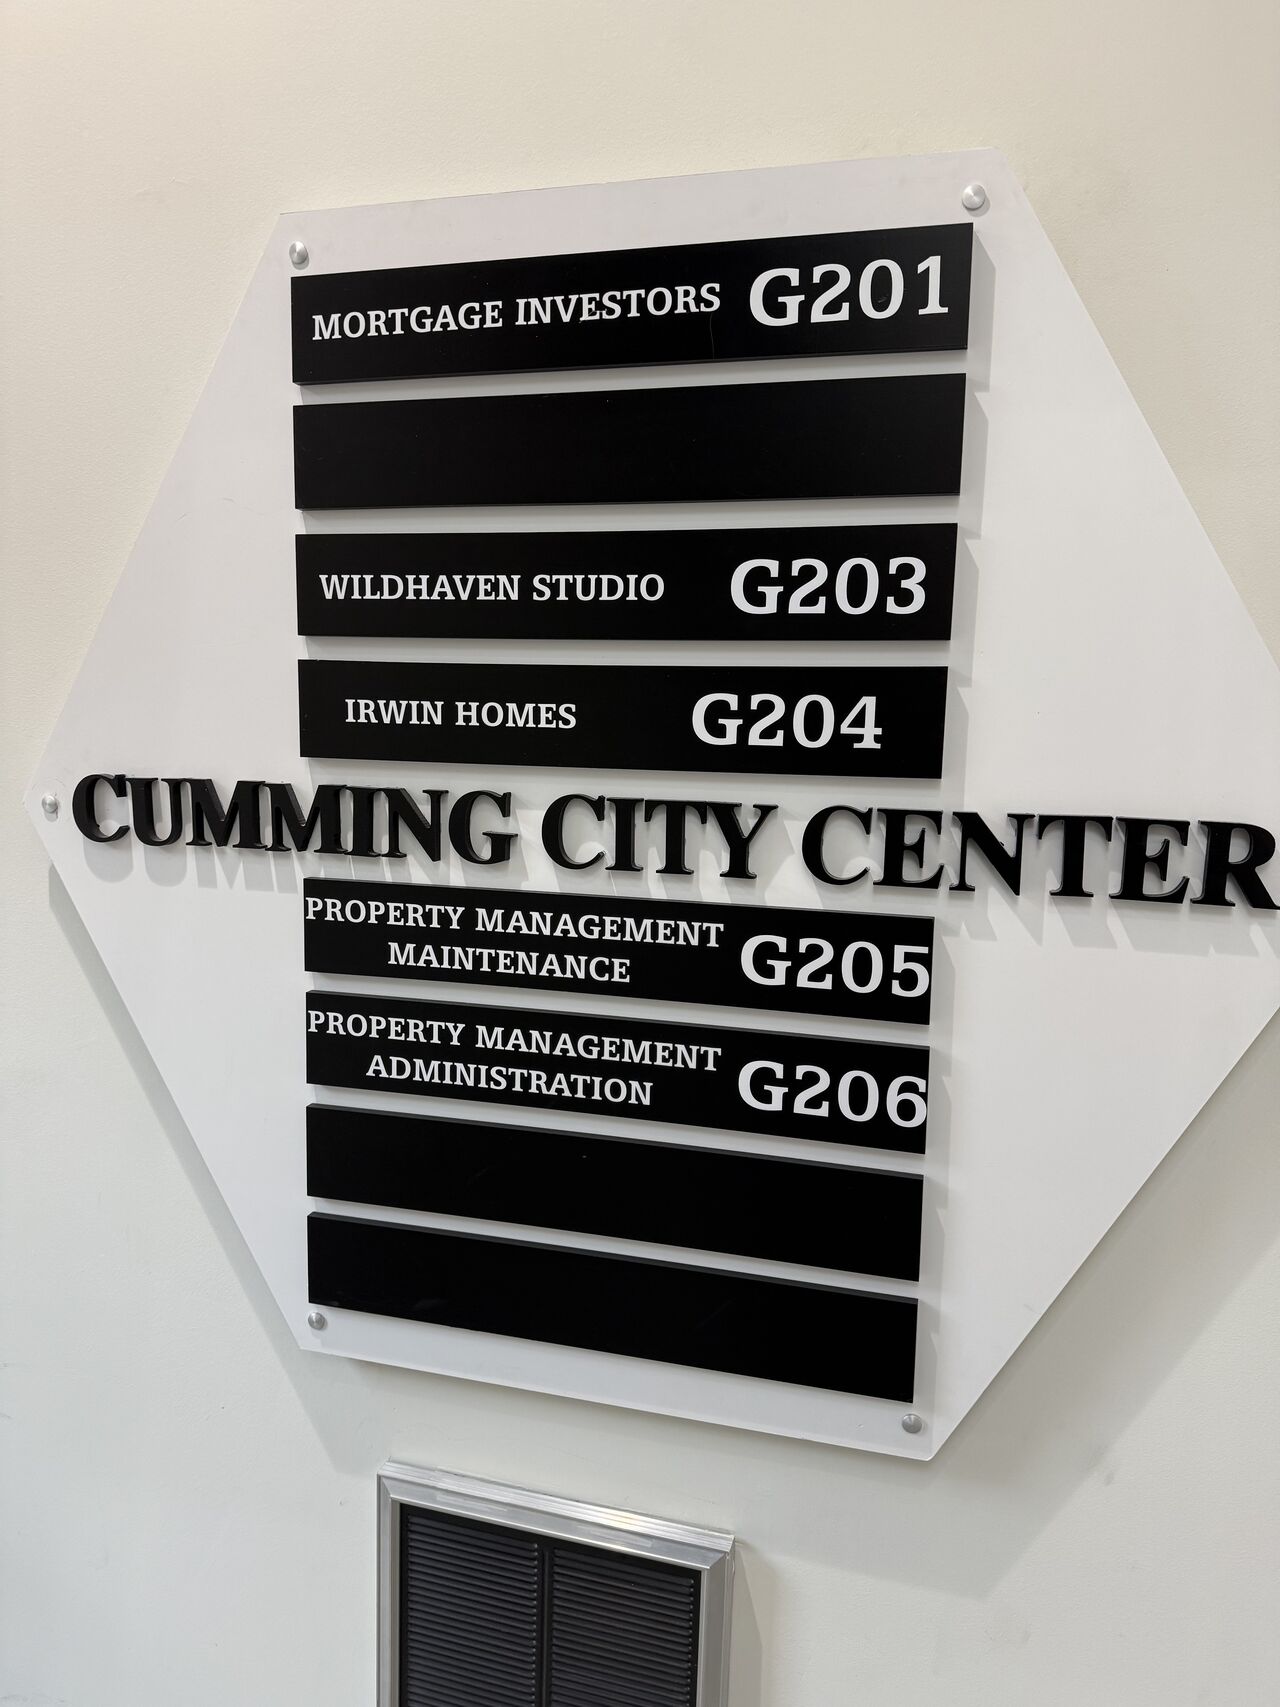 MORTGAGE INVESTORS G201
WILDHAVEN STUDIO G203
IRWIN HOMES G204
CUMMING CITY CENTER
PROPERTY MANAGEMENT
MAINTENANCE G205
PROPERTY MANAGEMENT
ADMINISTRATION G206